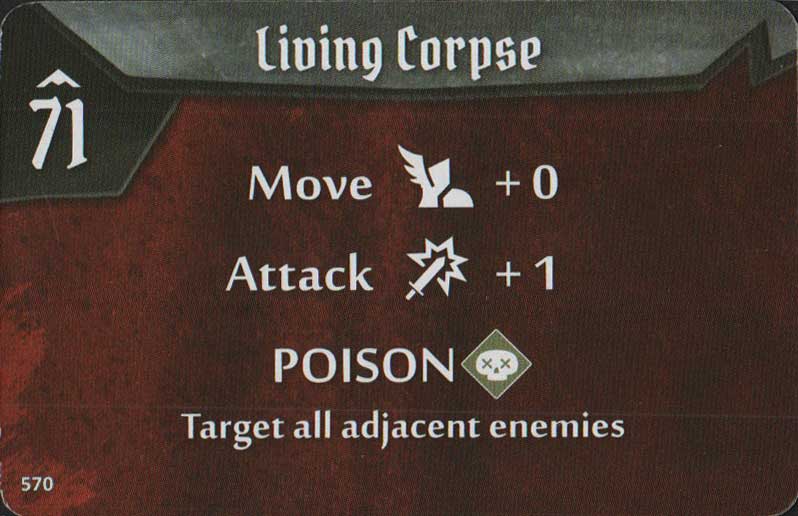 Living Corpse
71
Move + 0
Attack + 1
POISON
Target all adjacent enemies
570